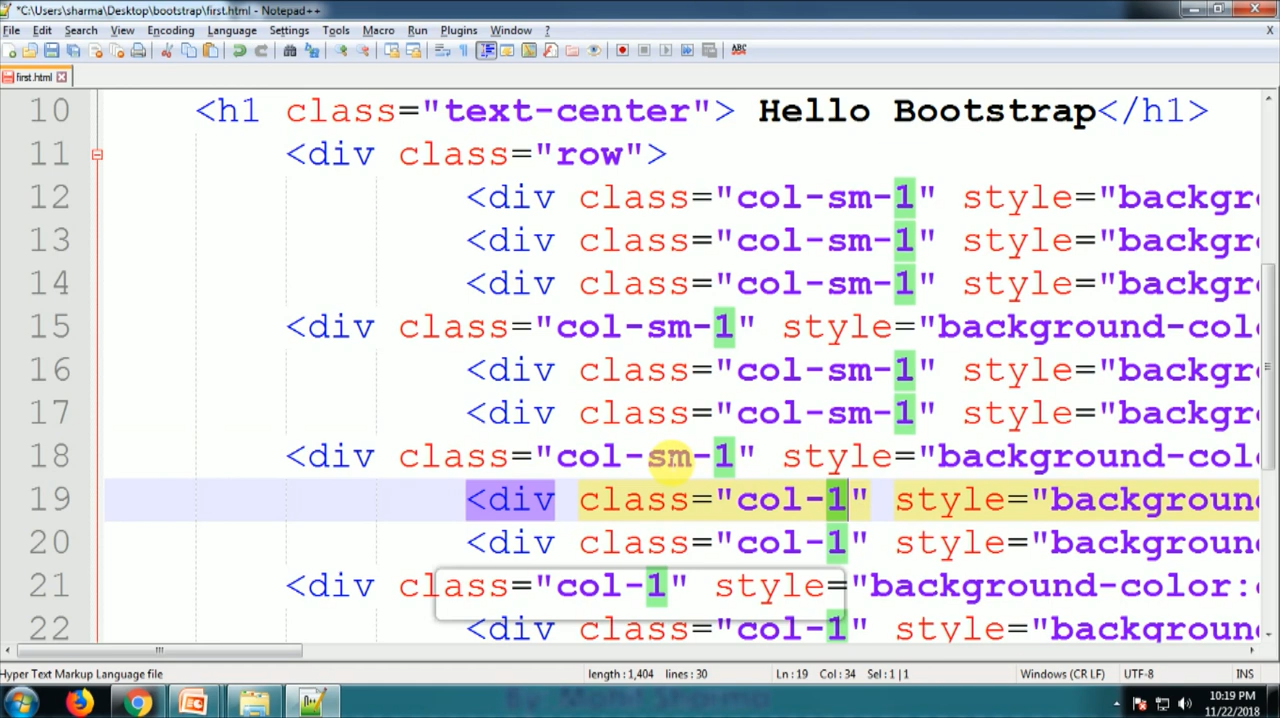 *C:\Users\sharma\Desktop\bootstrap\first.html - Notepad++
File Edit Search View Encoding Language Settings Tools Macro Run Plugins Window ? X
ABC
first.html
10 <h1 class="text-center"> Hello Bootstrap</h1>
11 <div class="row">
12 <div class="col-sm-1" style="backgr
13 <div class="col-sm-1" style="backgr
14 <div class="col-sm-1" style="backgr
15 <div class="col-sm-1" style="background-colo
16 <div class="col-sm-1" style="backgr
17 <div class="col-sm-1" style="backgr
18 <div class="col-sm-1" style="background-colo
19 <div class="col-1" style="background
20 <div class="col-1" style="background
21 <div class="col-1" style="background-color:
22 <div class="col-1" style="background
Hyper Text Markup Language file length : 1,404 lines : 30 Ln : 19 Col : 34 Sel : 1 | 1 Windows (CR LF) UTF-8 INS
By Mohit Sharma
10:19 PM
11/22/2018